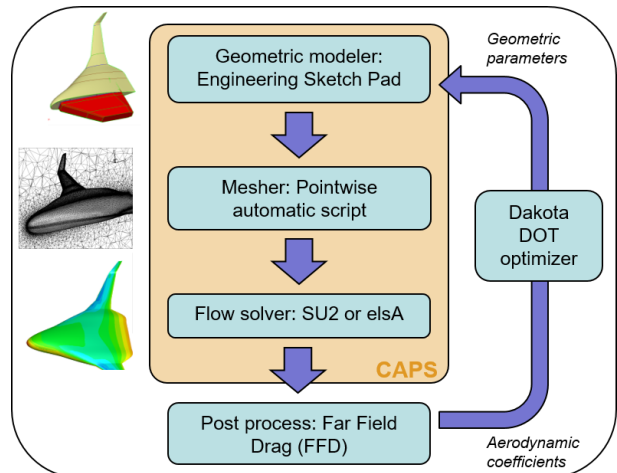 Geometric modeler:
Engineering Sketch Pad
Geometric
parameters
Mesher: Pointwise
automatic script
Dakota
DOT
optimizer
Flow solver: SU2 or elsA
CAPS
Post process: Far Field
Drag (FFD)
Aerodynamic
coefficients